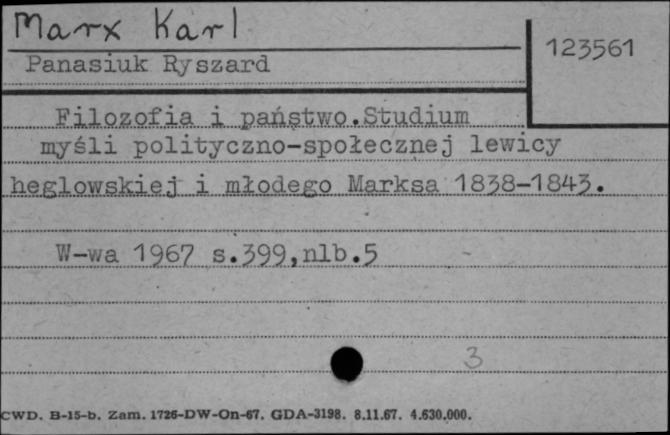 Marx Karl
123561
Panasiuk Ryszard
Filozofia i państwo.Studium
myśli polityczno-społecznej lewicy
heglowskiej i młodego Marksa 1838-1843.
W-wa 1967 s.399,nlb.5
3
CWD. B-15-b. Zam. 1726-DW-On-67. GDA-3198. 8.11.67. 4.630.000.